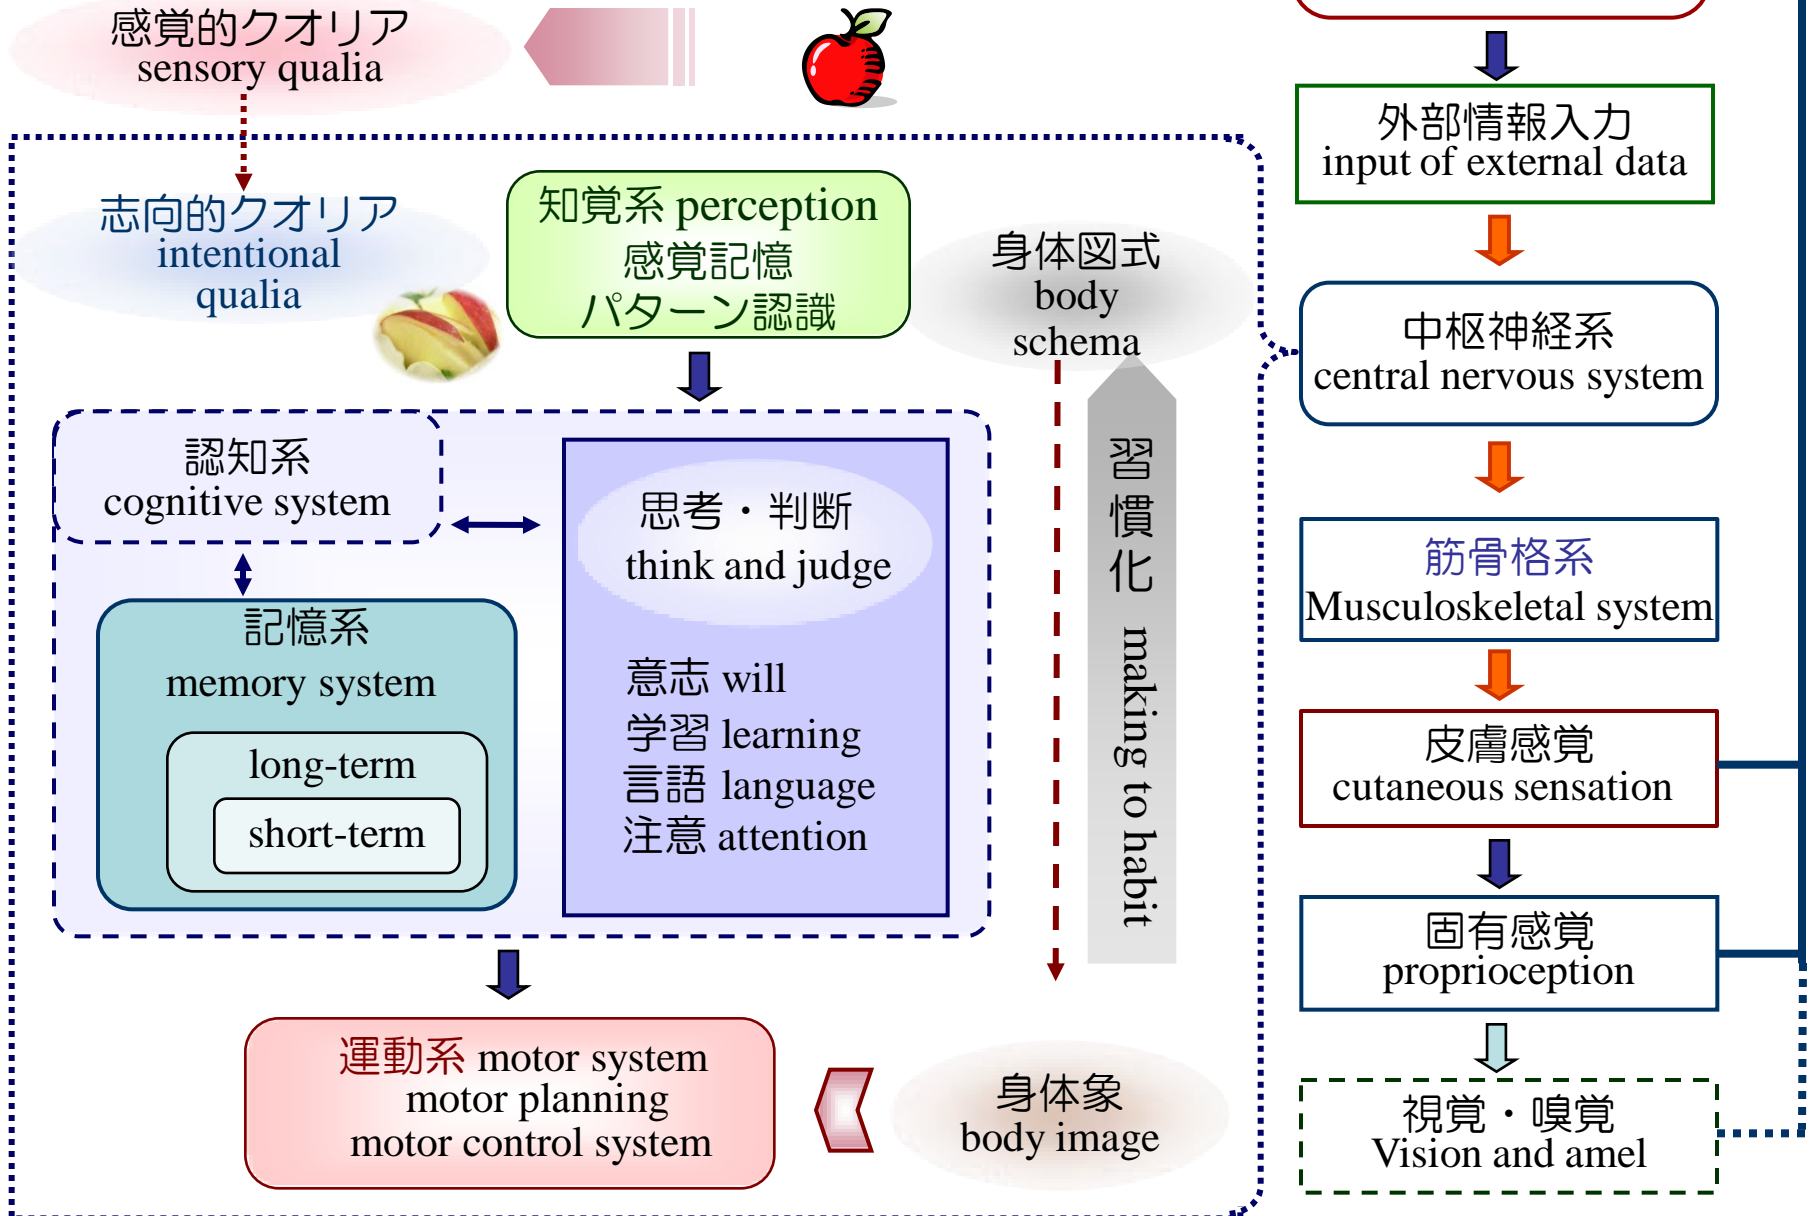 感覚的クオリア
sensory qualia
志向的クオリア
intentional
qualia
知覚系 perception
感覚記憶
パターン認識
身体図式
body
schema
認知系
cognitive system
思考・判断
think and judge
意志 will
学習 learning
言語 language
注意 attention
記憶系
memory system
long-term
short-term
習慣化 making to habit
運動系 motor system
motor planning
motor control system
身体象
body image
外部情報入力
input of external data
中枢神経系
central nervous system
筋骨格系
Musculoskeletal system
皮膚感覚
cutaneous sensation
固有感覚
proprioception
視覚・嗅覚
Vision and amel